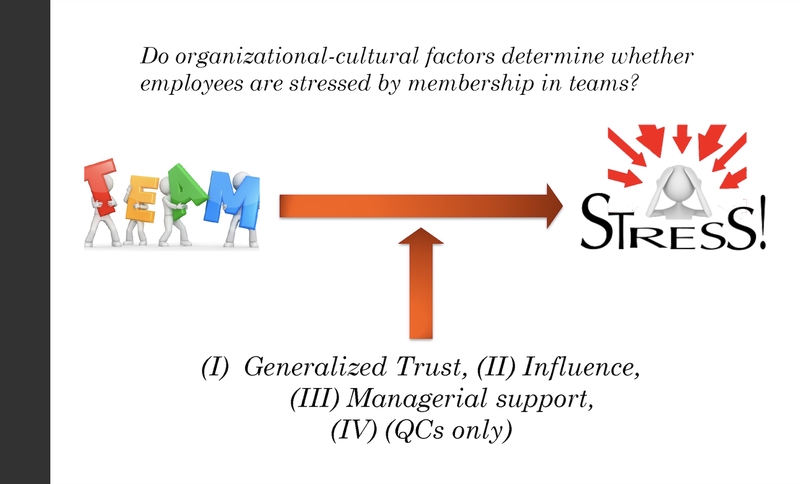 Do organizational-cultural factors determine whether
employees are stressed by membership in teams?
TEAM
STRESS!
(I) Generalized Trust, (II) Influence,
(III) Managerial support,
(IV) (QCs only)